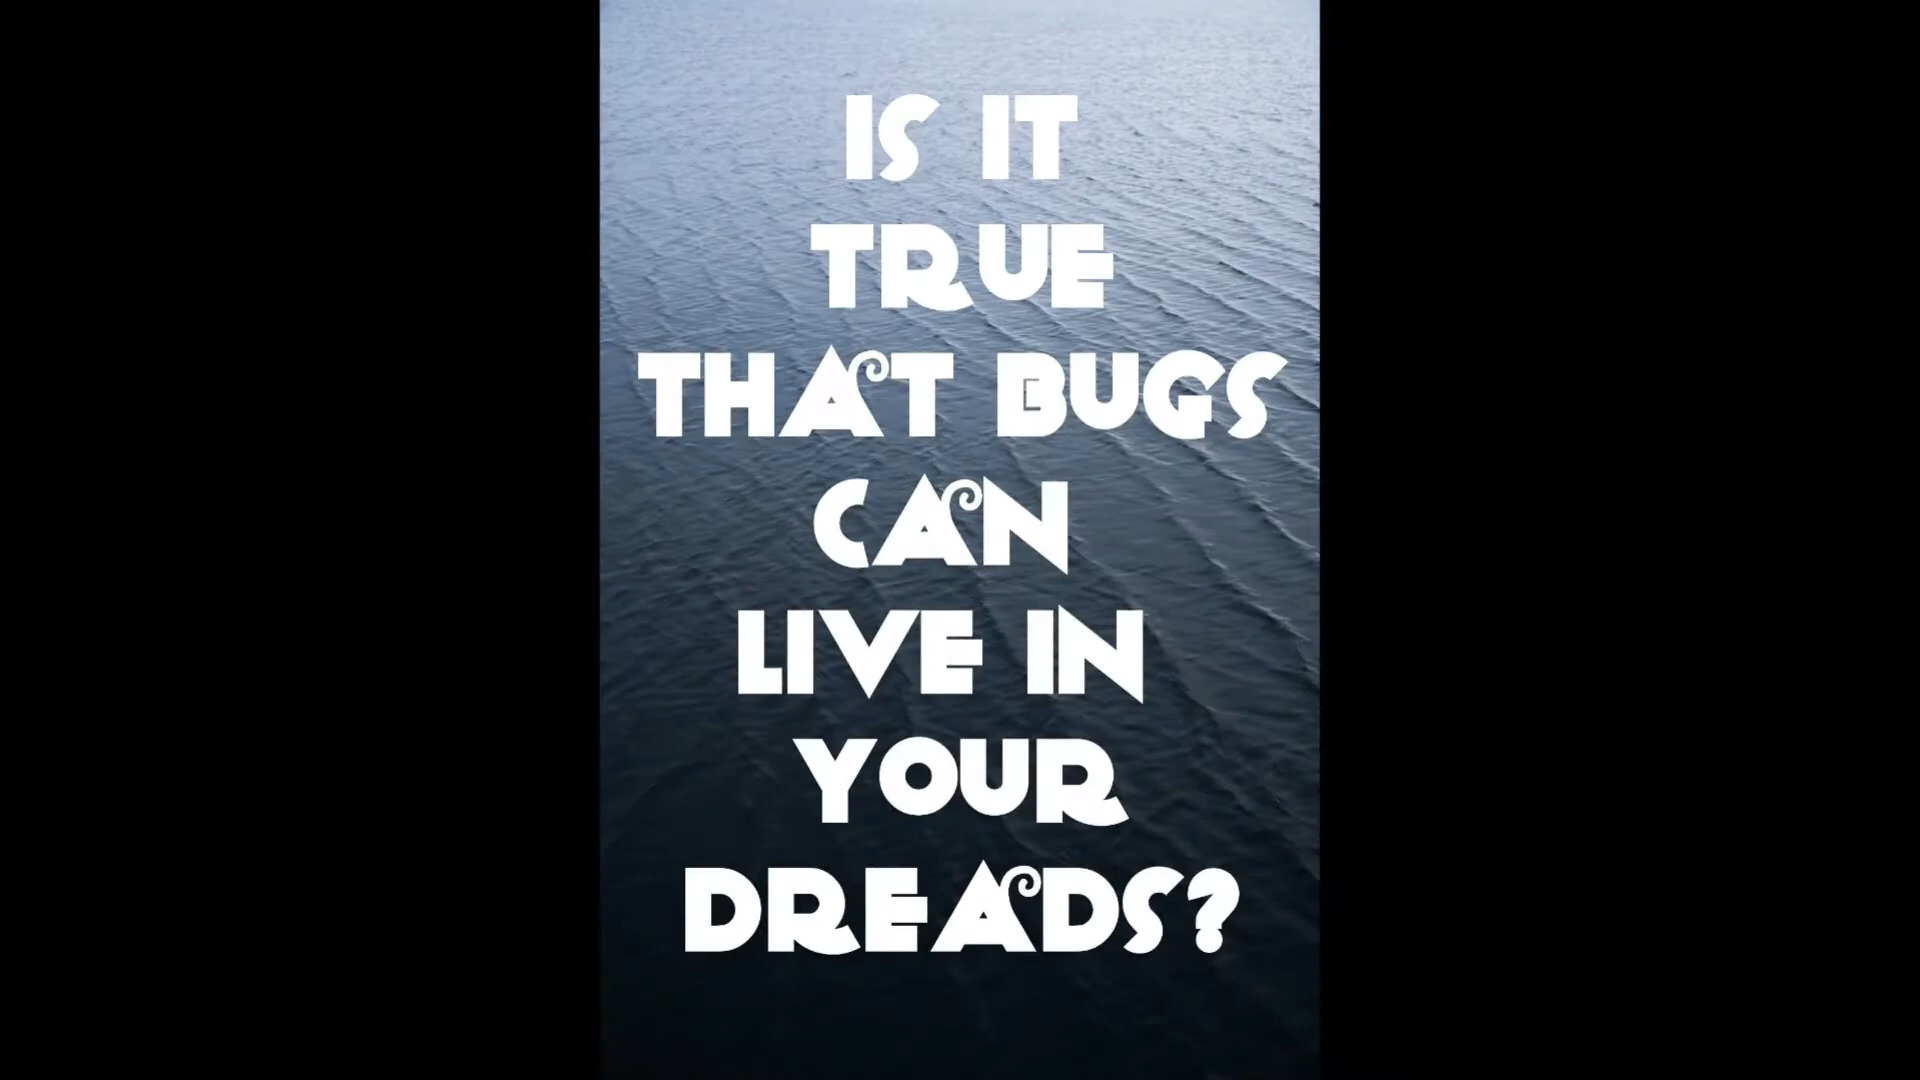 IS IT
TRUE
THAT BUGS
CAN
LIVE IN
YOUR
DREADS?